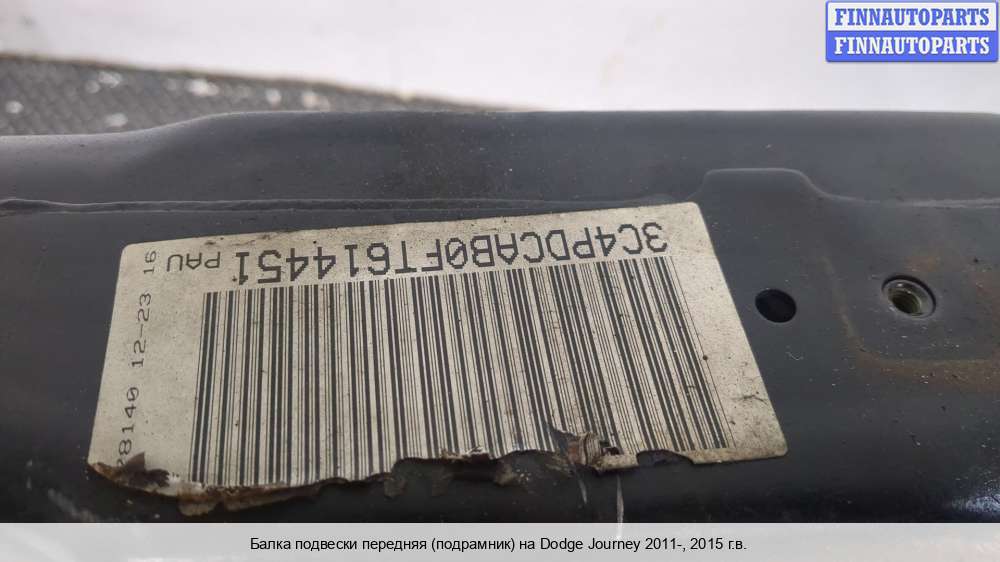 FINNAUTOPARTS
FINNAUTOPARTS
3C4PDCAB0FT614451
PAU
28140 12-23 16
Балка подвески передняя (подрамник) на Dodge Journey 2011-, 2015 г.в.